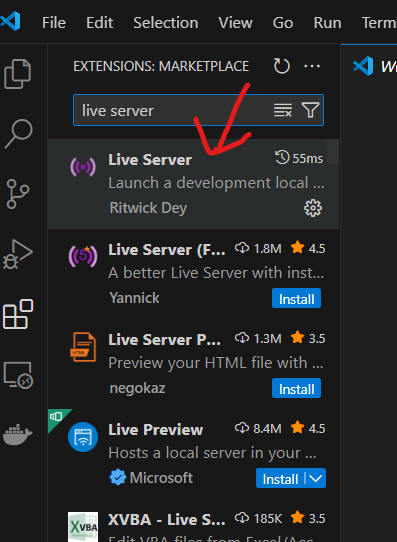 File Edit Selection View Go Run Termi
EXTENSIONS: MARKETPLACE
live server
Live Server 55ms
Launch a development local ...
Ritwick Dey
Live Server (F... 1.8M 4.5
A better Live Server with inst...
Yannick Install
Live Server P... 1.3M 3.5
Preview your HTML file with ...
negokaz Install
Live Preview 8.4M 4.5
Hosts a local server in your ...
Microsoft Install
XVBA - Live S... 185K 3.5